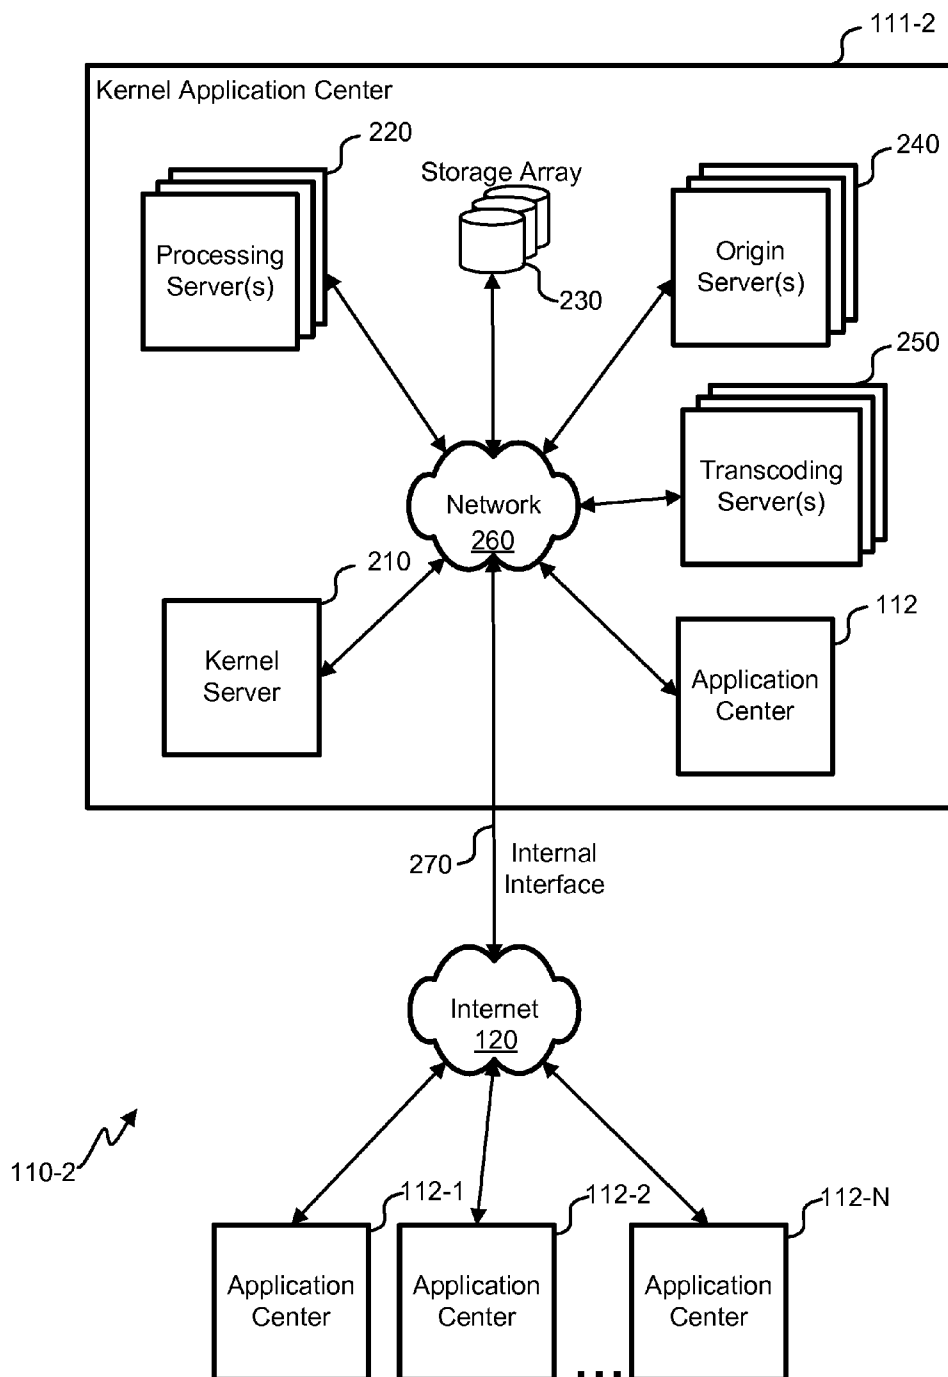 111-2
Kernel Application Center
220
240
Storage Array
Processing
Server(s)
Origin
Server(s)
230
250
Transcoding
Server(s)
Network
260
210
112
Kernel
Server
Application
Center
270
Internal
Interface
Internet
120
110-2
112-1
112-2
112-N
Application
Center
Application
Center
...
Application
Center